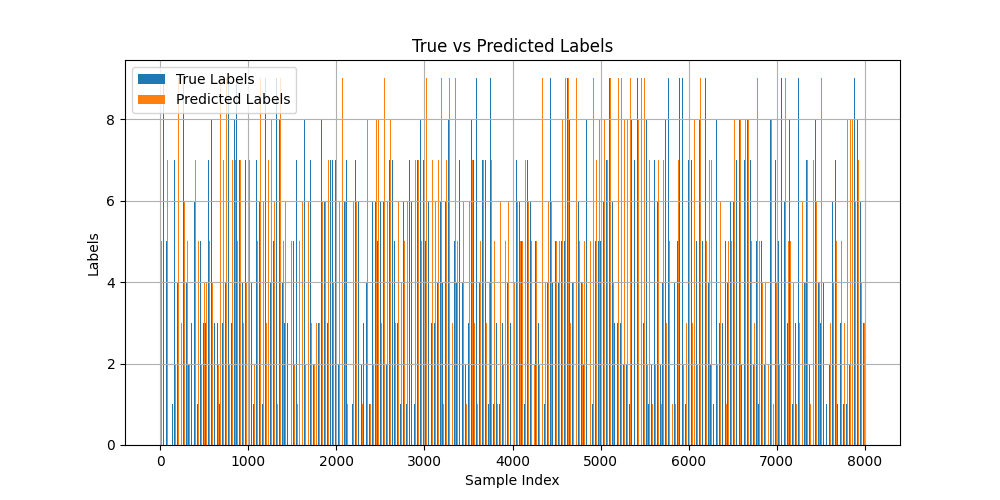 True vs Predicted Labels
True Labels
Predicted Labels
Labels
8
6
4
2
0
0 1000 2000 3000 4000 5000 6000 7000 8000
Sample Index